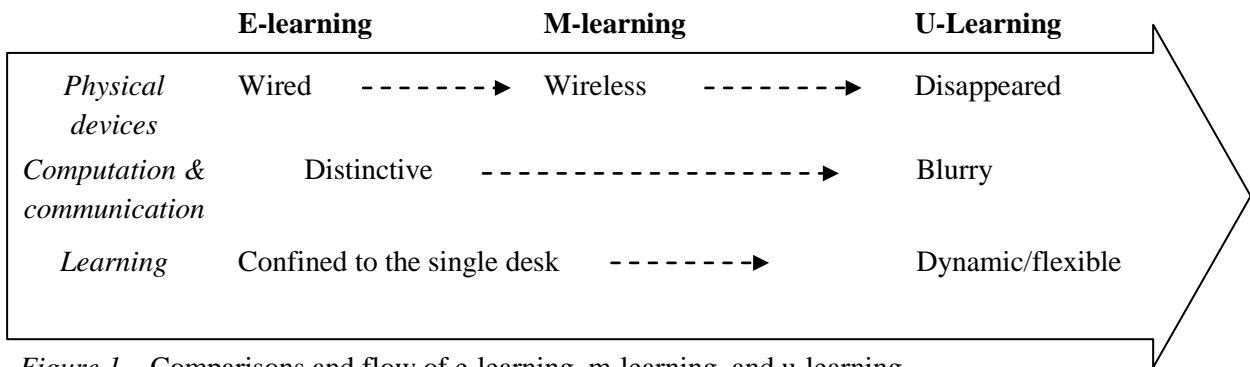 E-learning M-learning U-Learning
Physical devices Wired Wireless Disappeared
Computation & communication Distinctive Blurry
Learning Confined to the single desk Dynamic/flexible
Figure 1. Comparisons and flow of e-learning, m-learning, and u-learning